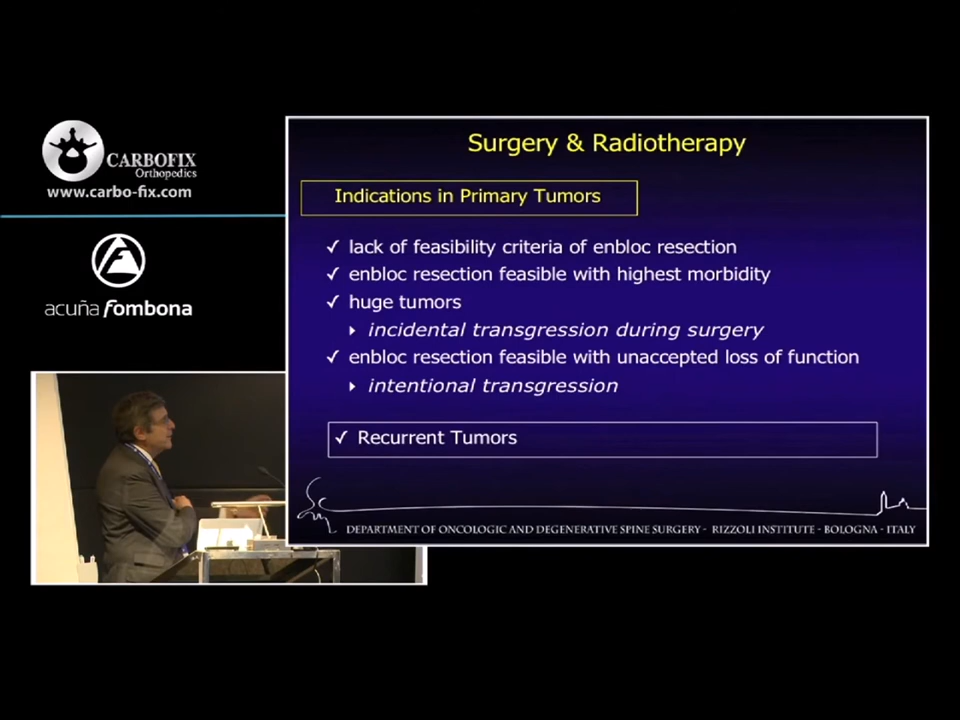 CARBOFIX
Orthopedics
www.carbo-fix.com
acuña fombona
Surgery & Radiotherapy
Indications in Primary Tumors
✓ lack of feasibility criteria of enbloc resection
✓ enbloc resection feasible with highest morbidity
✓ huge tumors
▸ incidental transgression during surgery
✓ enbloc resection feasible with unaccepted loss of function
▸ intentional transgression
✓ Recurrent Tumors
DEPARTMENT OF ONCOLOGIC AND DEGENERATIVE SPINE SURGERY - RIZZOLI INSTITUTE - BOLOGNA - ITALY